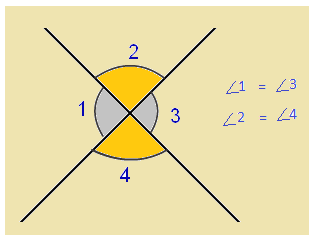 2
1
3
4
∠1 = ∠3
∠2 = ∠4